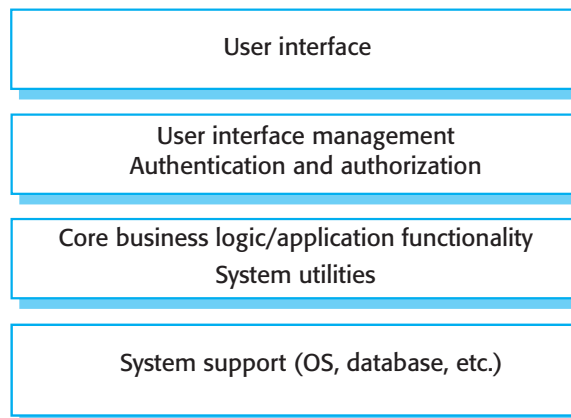 User interface
User interface management
Authentication and authorization
Core business logic/application functionality
System utilities
System support (OS, database, etc.)